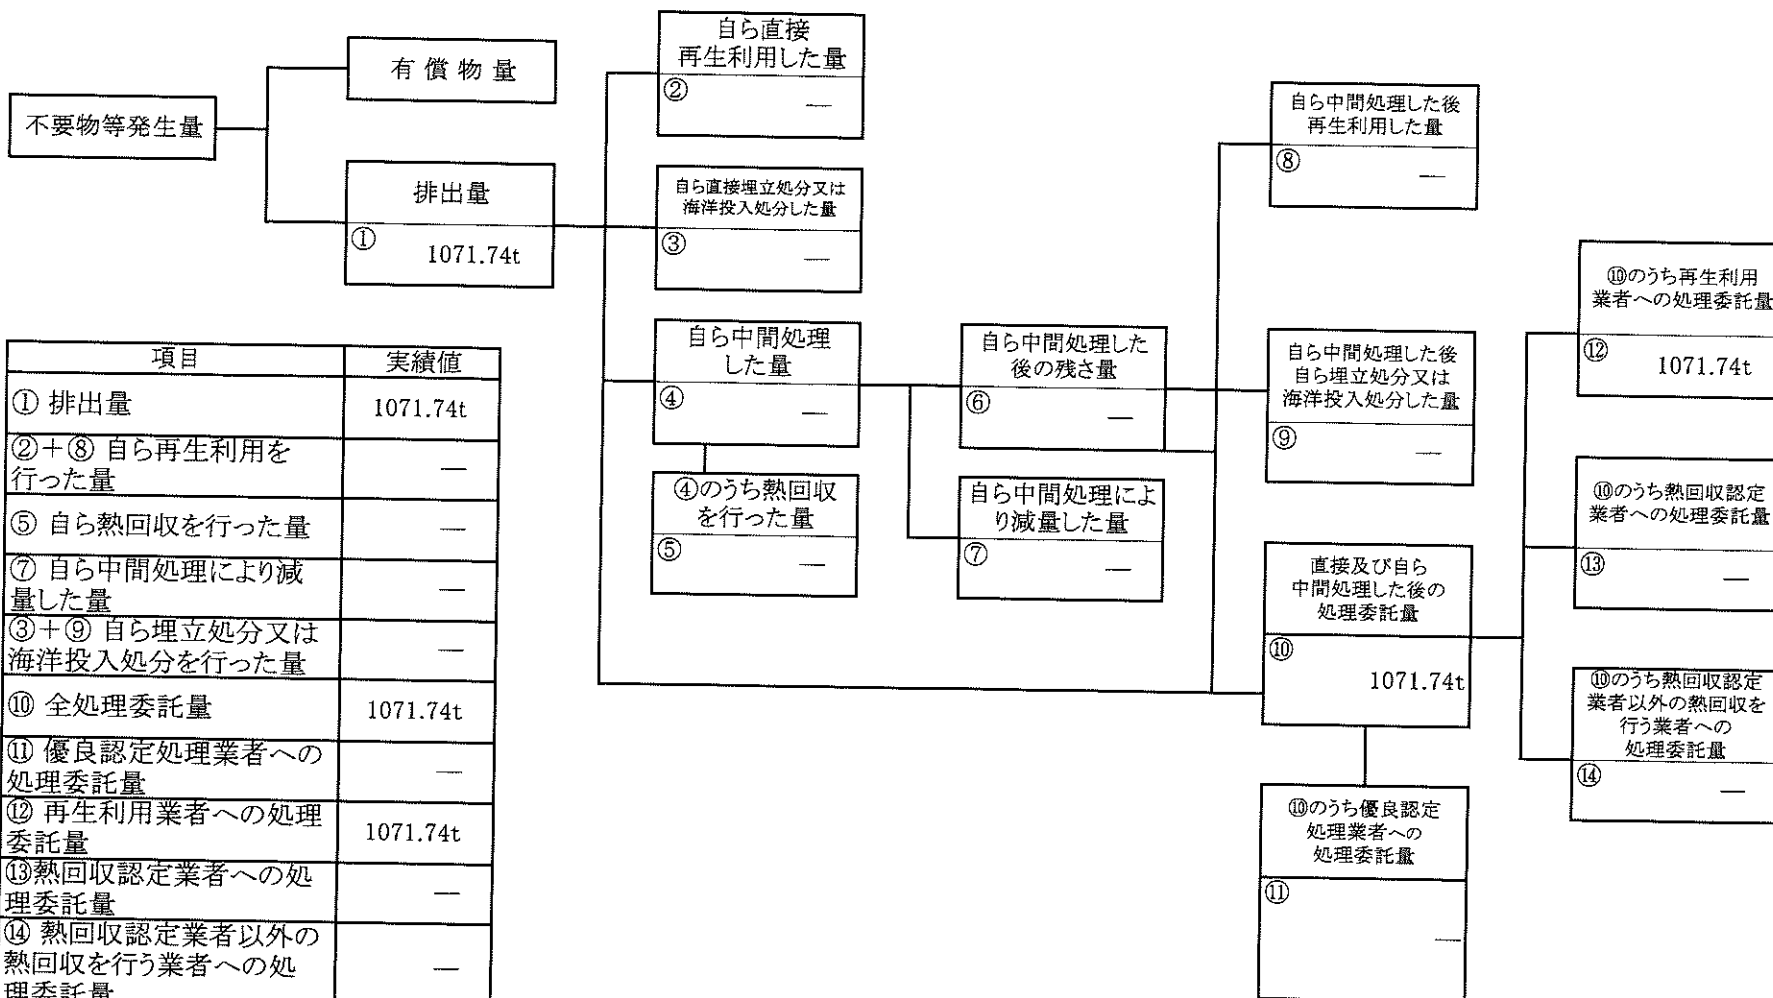 不要物等発生量
有償物量
排出量
①
1071.74t
自ら直接
再生利用した量
②
—
自ら直接埋立処分又は
海洋投入処分した量
③
—
自ら中間処理
した量
④
—
④のうち熱回収
を行った量
⑤
—
自ら中間処理した
後の残さ量
⑥
—
自ら中間処理によ
り減量した量
⑦
—
自ら中間処理した後
再生利用した量
⑧
—
自ら中間処理した後
自ら埋立処分又は
海洋投入処分した量
⑨
—
直接及び自ら
中間処理した後の
処理委託量
⑩
1071.74t
⑩のうち優良認定
処理業者への
処理委託量
⑪
—
⑩のうち再生利用
業者への処理委託量
⑫
1071.74t
⑩のうち熱回収認定
業者への処理委託量
⑬
—
⑩のうち熱回収認定
業者以外の熱回収を
行う業者への
処理委託量
⑭
—
項目 実績値
① 排出量 1071.74t
②+⑧ 自ら再生利用を
行った量 —
⑤ 自ら熱回収を行った量 —
⑦ 自ら中間処理により減
量した量 —
③+⑨ 自ら埋立処分又は
海洋投入処分を行った量 —
⑩ 全処理委託量 1071.74t
⑪ 優良認定処理業者への
処理委託量 —
⑫ 再生利用業者への処理
委託量 1071.74t
⑬熱回収認定業者への処
理委託量 —
⑭ 熱回収認定業者以外の
熱回収を行う業者への処
理委託量 —